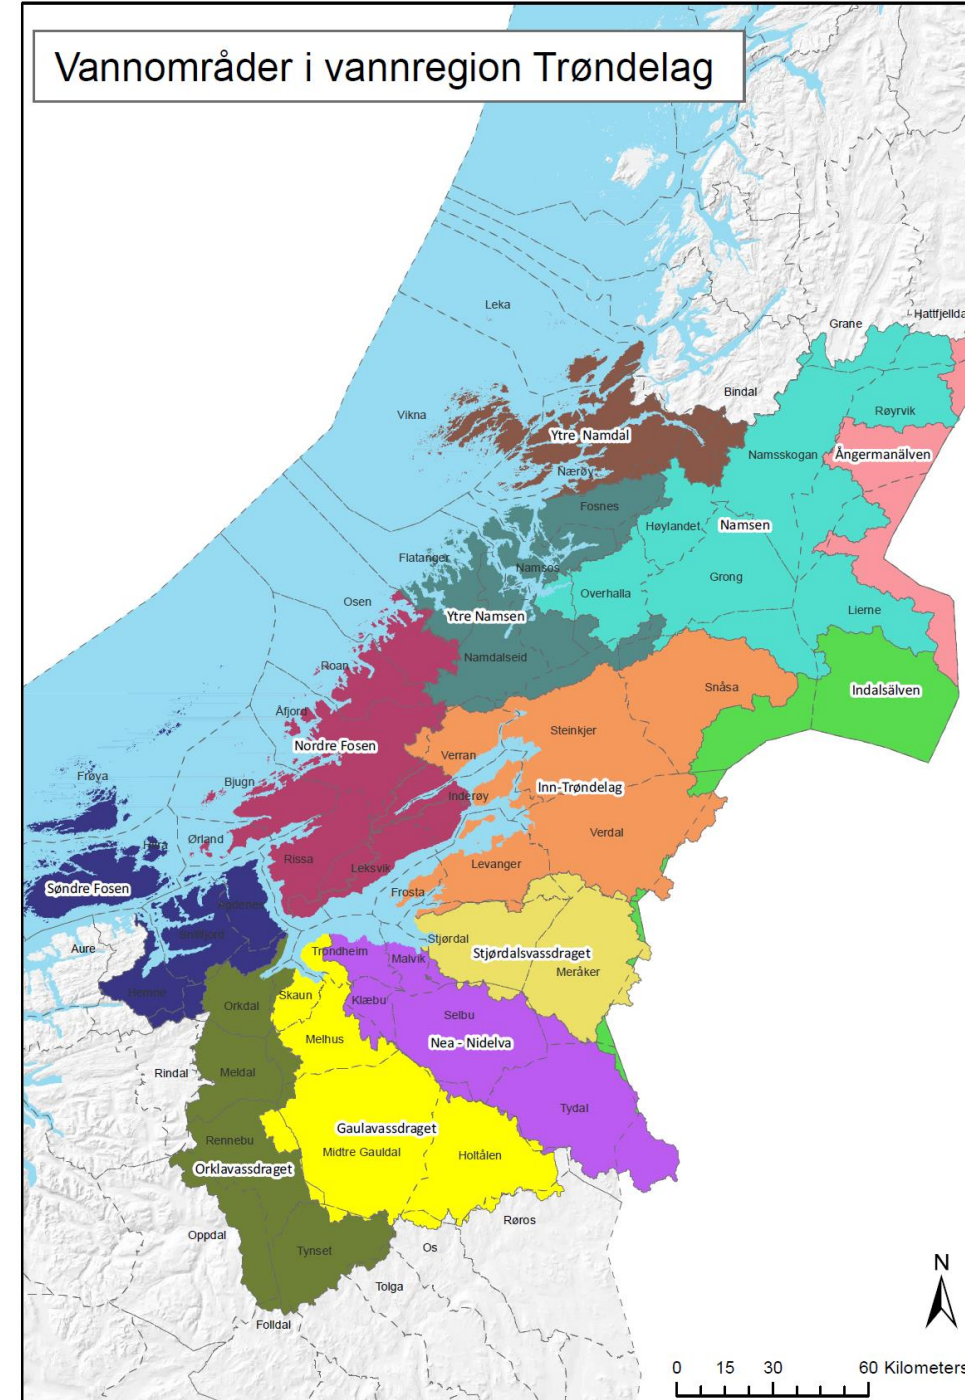 Vannområder i vannregion Trøndelag
Leka
Grane
Hattfjellda
Bindal
Vikna
Røyrvik
Ytre Namdal
Namsskogan
Ångermanälven
Nærøy
Fosnes
Høylandet
Namsen
Flatanger
Namsos
Grong
Overhalla
Osen
Lierne
Ytre Namsen
Namdalseid
Roan
Snåsa
Indalsälven
Åfjord
Steinkjer
Nordre Fosen
Verran
Frøya
Bjugn
Inderøy
Inn-Trøndelag
Verdal
Hitra
Ørland
Rissa
Leksvik
Levanger
Søndre Fosen
Frosta
Agdenes
Snillfjord
Stjørdal
Aure
Trondheim
Malvik
Stjørdalsvassdraget
Meråker
Hemne
Skaun
Klæbu
Orkdal
Selbu
Melhus
Nea - Nidelva
Rindal
Meldal
Tydal
Gaulavassdraget
Rennebu
Midtre Gauldal
Holtålen
Orklavassdraget
Røros
Oppdal
Tynset
Os
Tolga
Folldal
N
0 15 30 60 Kilometers